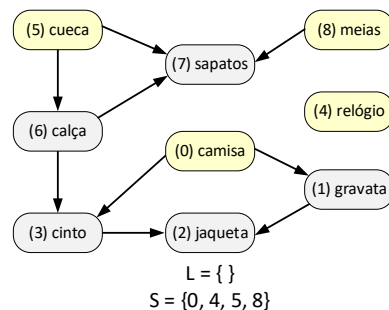 (5) cueca
(8) meias
(7) sapatos
(4) relógio
(6) calça
(0) camisa
(1) gravata
(3) cinto
(2) jaqueta
L = { }
S = {0, 4, 5, 8}